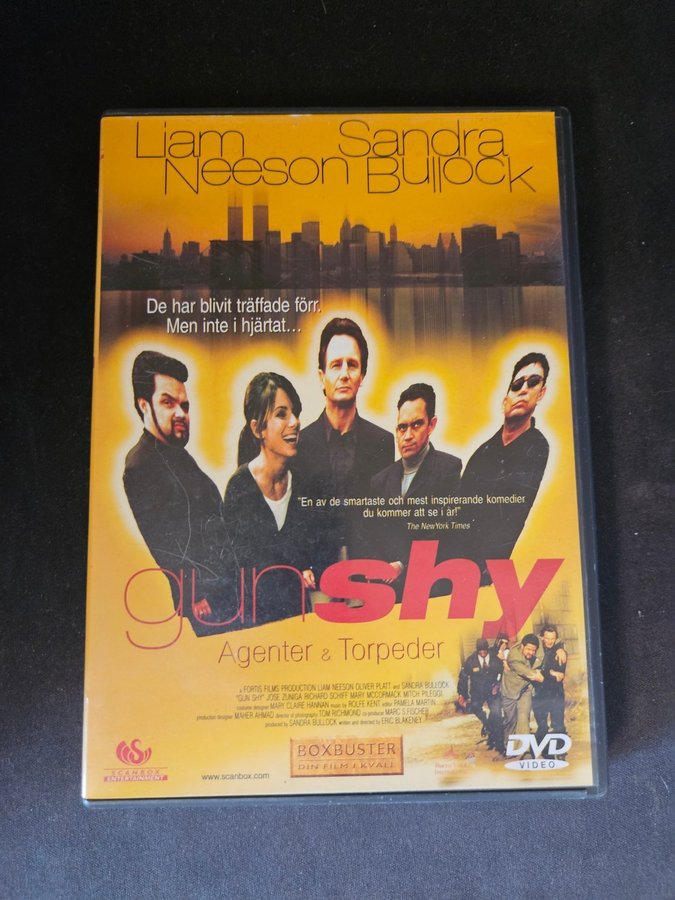 Liam Sandra
Neeson Bullock
De har blivit träffade förr.
Men inte i hjärtat...
"En av de smartaste och mest inspirerande komedier
du kommer att se i år!"
The New York Times
gunshy
Agenter & Torpeder
A FORTIS FILMS PRODUCTION LIAM NEESON OLIVER PLATT AND SANDRA BULLOCK
"GUN SHY" JOSE ZUNIGA RICHARD SCHIFF MARY MCCORMACK MITCH PILEGGI
costume designer MARY CLAIRE HANNAN music by ROLFE KENT editor PAMELA MARTIN
production designer MAHER AHMAD director of photography TOM RICHMOND co-producer MARC S. FISCHER
produced by SANDRA BULLOCK written and directed by ERIC BLAKENEY
SCANBOX
ENTERTAINMENT
www.scanbox.com
BOXBUSTER
DIN FILM I KVÄLL
DVD
VIDEO